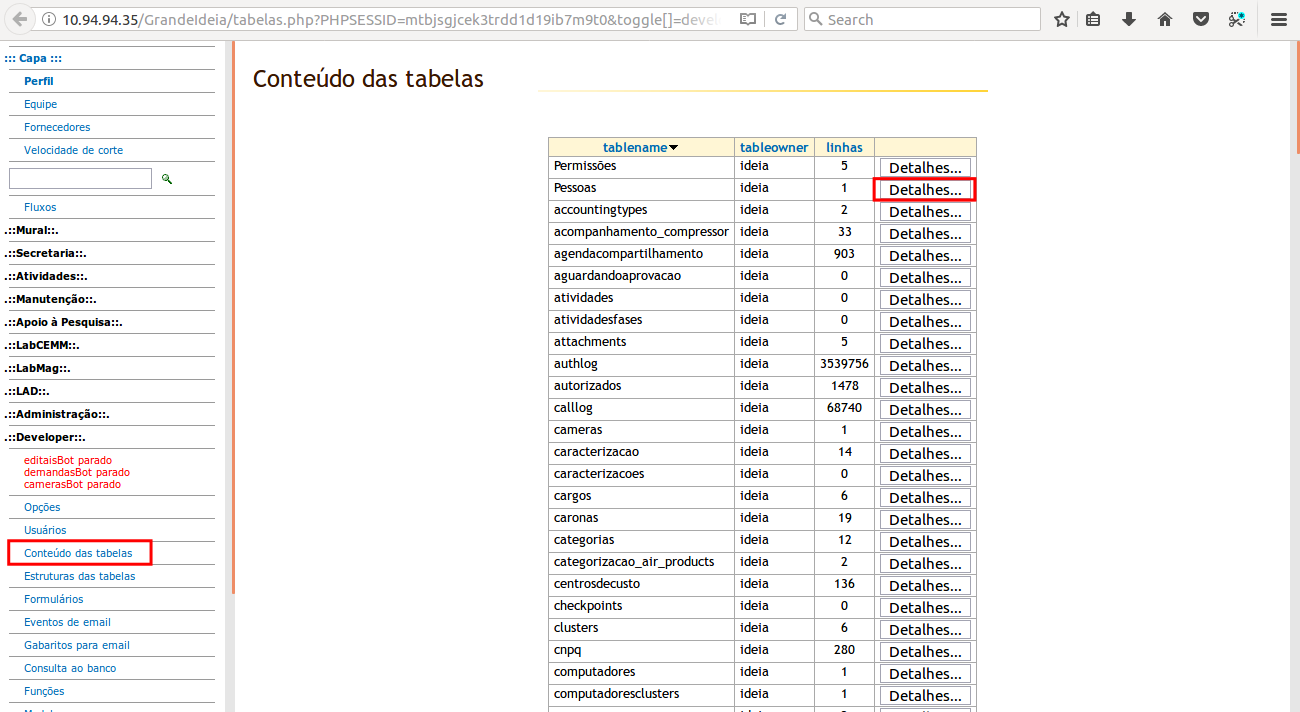 10.94.94.35/GrandeIdeia/tabelas.php?PHPSESSID=mtbjsgjcek3trdd1d19ib7m9t0&toggle[]=devel
Search
::: Capa :::
Perfil
Equipe
Fornecedores
Velocidade de corte
Fluxos
.::Mural::.
.::Secretaria::.
.::Atividades::.
.::Manutenção::.
.::Apoio à Pesquisa::.
.::LabCEMM::.
.::LabMag::.
.::LAD::.
.::Administração::.
.::Developer::.
editaisBot parado
demandasBot parado
camerasBot parado
Opções
Usuários
Conteúdo das tabelas
Estruturas das tabelas
Formulários
Eventos de email
Gabaritos para email
Consulta ao banco
Funções
Conteúdo das tabelas
tablename tableowner linhas
Permissões ideia 5 Detalhes...
Pessoas ideia 1 Detalhes...
accountingtypes ideia 2 Detalhes...
acompanhamento_compressor ideia 33 Detalhes...
agendacompartilhamento ideia 903 Detalhes...
aguardandoaprovacao ideia 0 Detalhes...
atividades ideia 0 Detalhes...
atividadesfases ideia 0 Detalhes...
attachments ideia 5 Detalhes...
authlog ideia 3539756 Detalhes...
autorizados ideia 1478 Detalhes...
calllog ideia 68740 Detalhes...
cameras ideia 1 Detalhes...
caracterizacao ideia 14 Detalhes...
caracterizacoes ideia 0 Detalhes...
cargos ideia 6 Detalhes...
caronas ideia 19 Detalhes...
categorias ideia 12 Detalhes...
categorizacao_air_products ideia 2 Detalhes...
centrosdecusto ideia 136 Detalhes...
checkpoints ideia 0 Detalhes...
clusters ideia 6 Detalhes...
cnpq ideia 280 Detalhes...
computadores ideia 1 Detalhes...
computadoresclusters ideia 1 Detalhes...